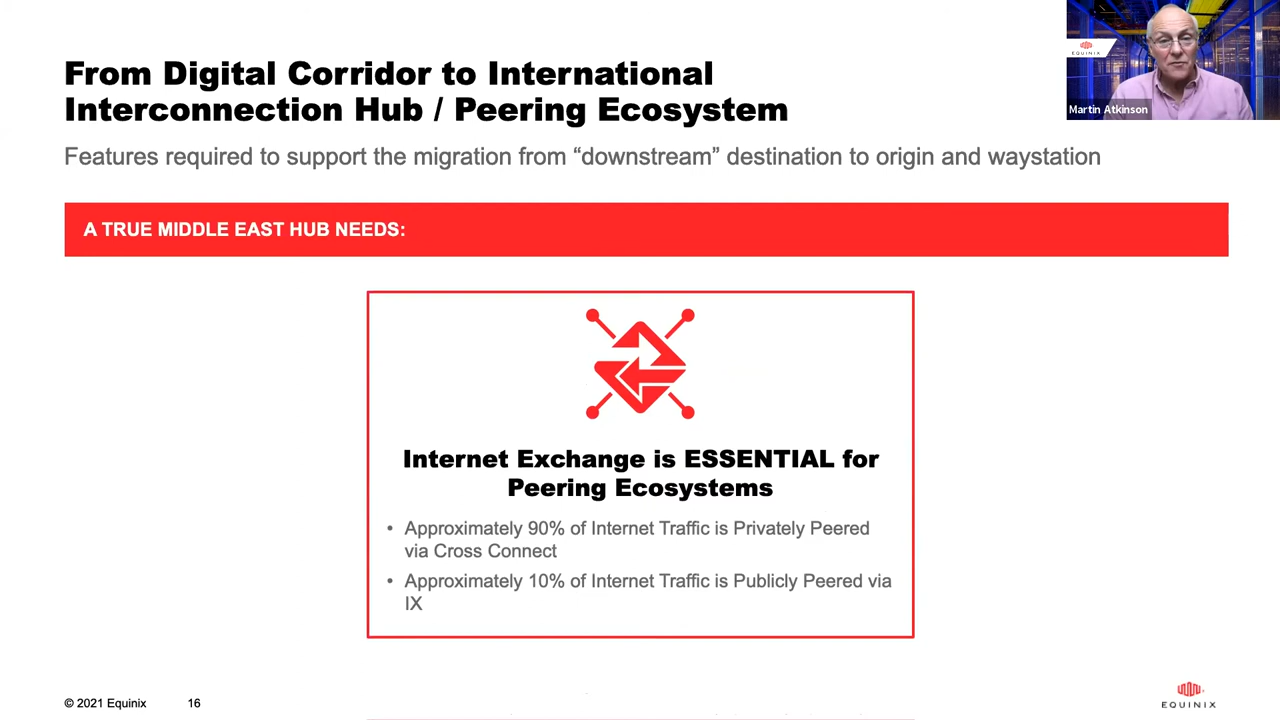 From Digital Corridor to International
Interconnection Hub / Peering Ecosystem
Features required to support the migration from “downstream” destination to origin and waystation
EQUINIX
Martin Atkinson
A TRUE MIDDLE EAST HUB NEEDS:
Internet Exchange is ESSENTIAL for
Peering Ecosystems
• Approximately 90% of Internet Traffic is Privately Peered
via Cross Connect
• Approximately 10% of Internet Traffic is Publicly Peered via
IX
© 2021 Equinix 16
EQUINIX